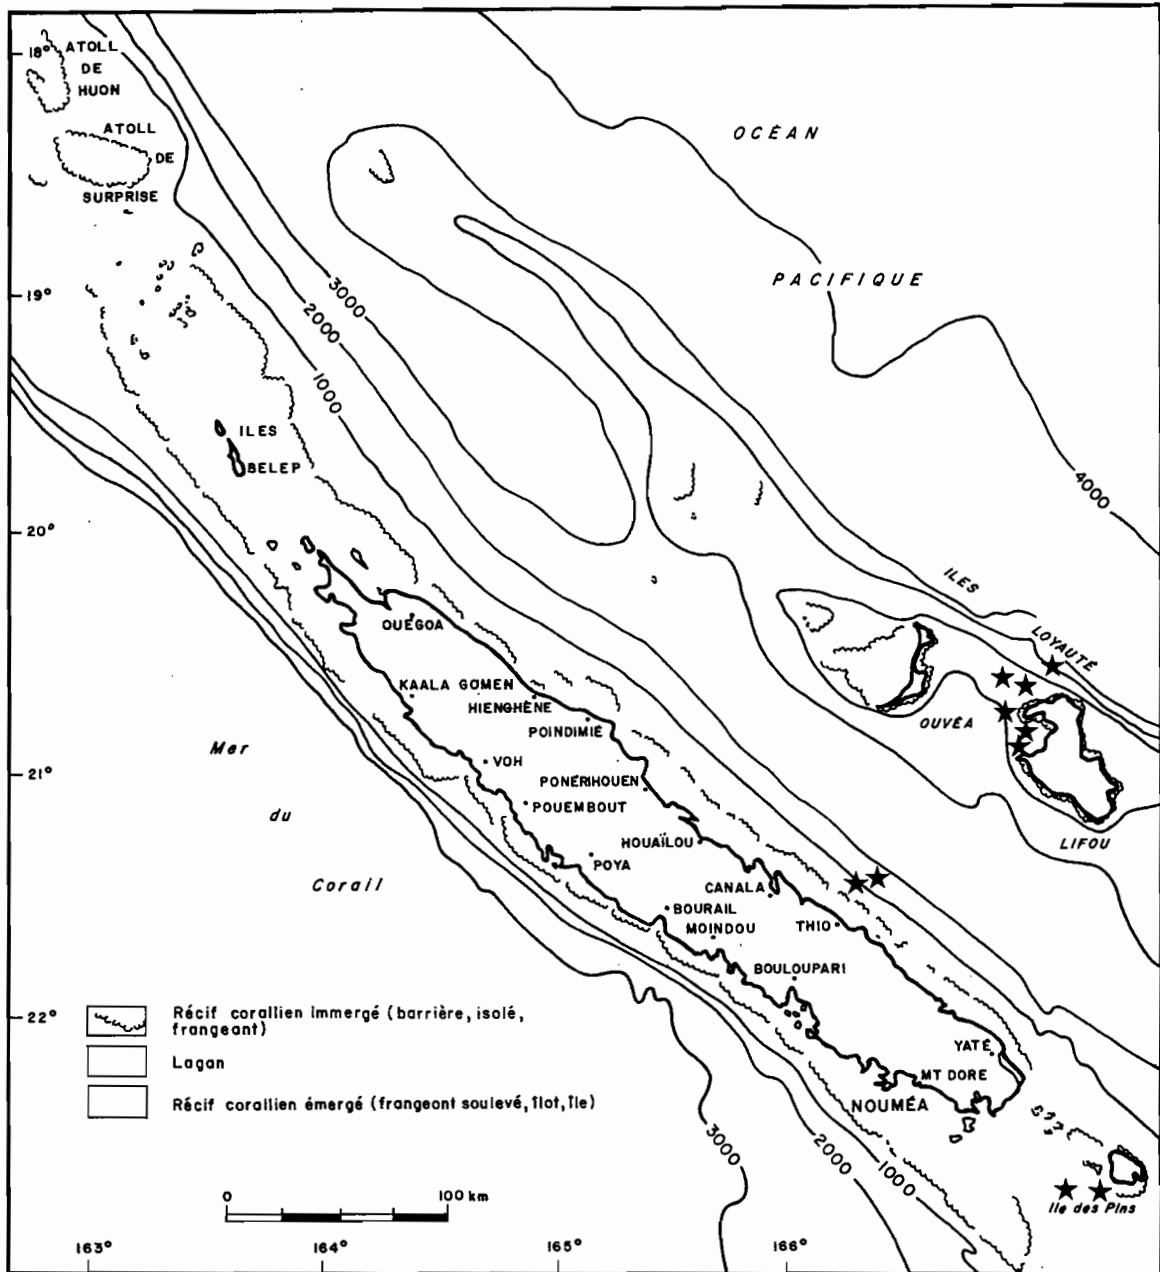 18°
ATOLL
DE
HUON
ATOLL
DE
SURPRISE
OCÉAN
PACIFIQUE
19°
3000
2000
1000
4000
ILES
BELEP
20°
ILES
LOYAUTÉ
OUÉGOA
KAALA GOMEN
HIENGHÈNE
POINDIMIÉ
OUVÉA
Mer
du
Corail
21°
VOH
PONÉRIHOUEN
POUEMBOUT
HOUAÏLOU
LIFOU
POYA
CANALA
BOURAIL
MOINDOU
THIO
BOULOUPARI
22°
Récif corallien immergé (barrière, isolé,
frangeant)
Lagan
Récif corallien émergé (frangeont soulevé, îlot, île)
YATÉ
MT DORE
NOUMÉA
3000
2000
1000
Ile des Pins
0 100 km
163° 164° 165° 166°